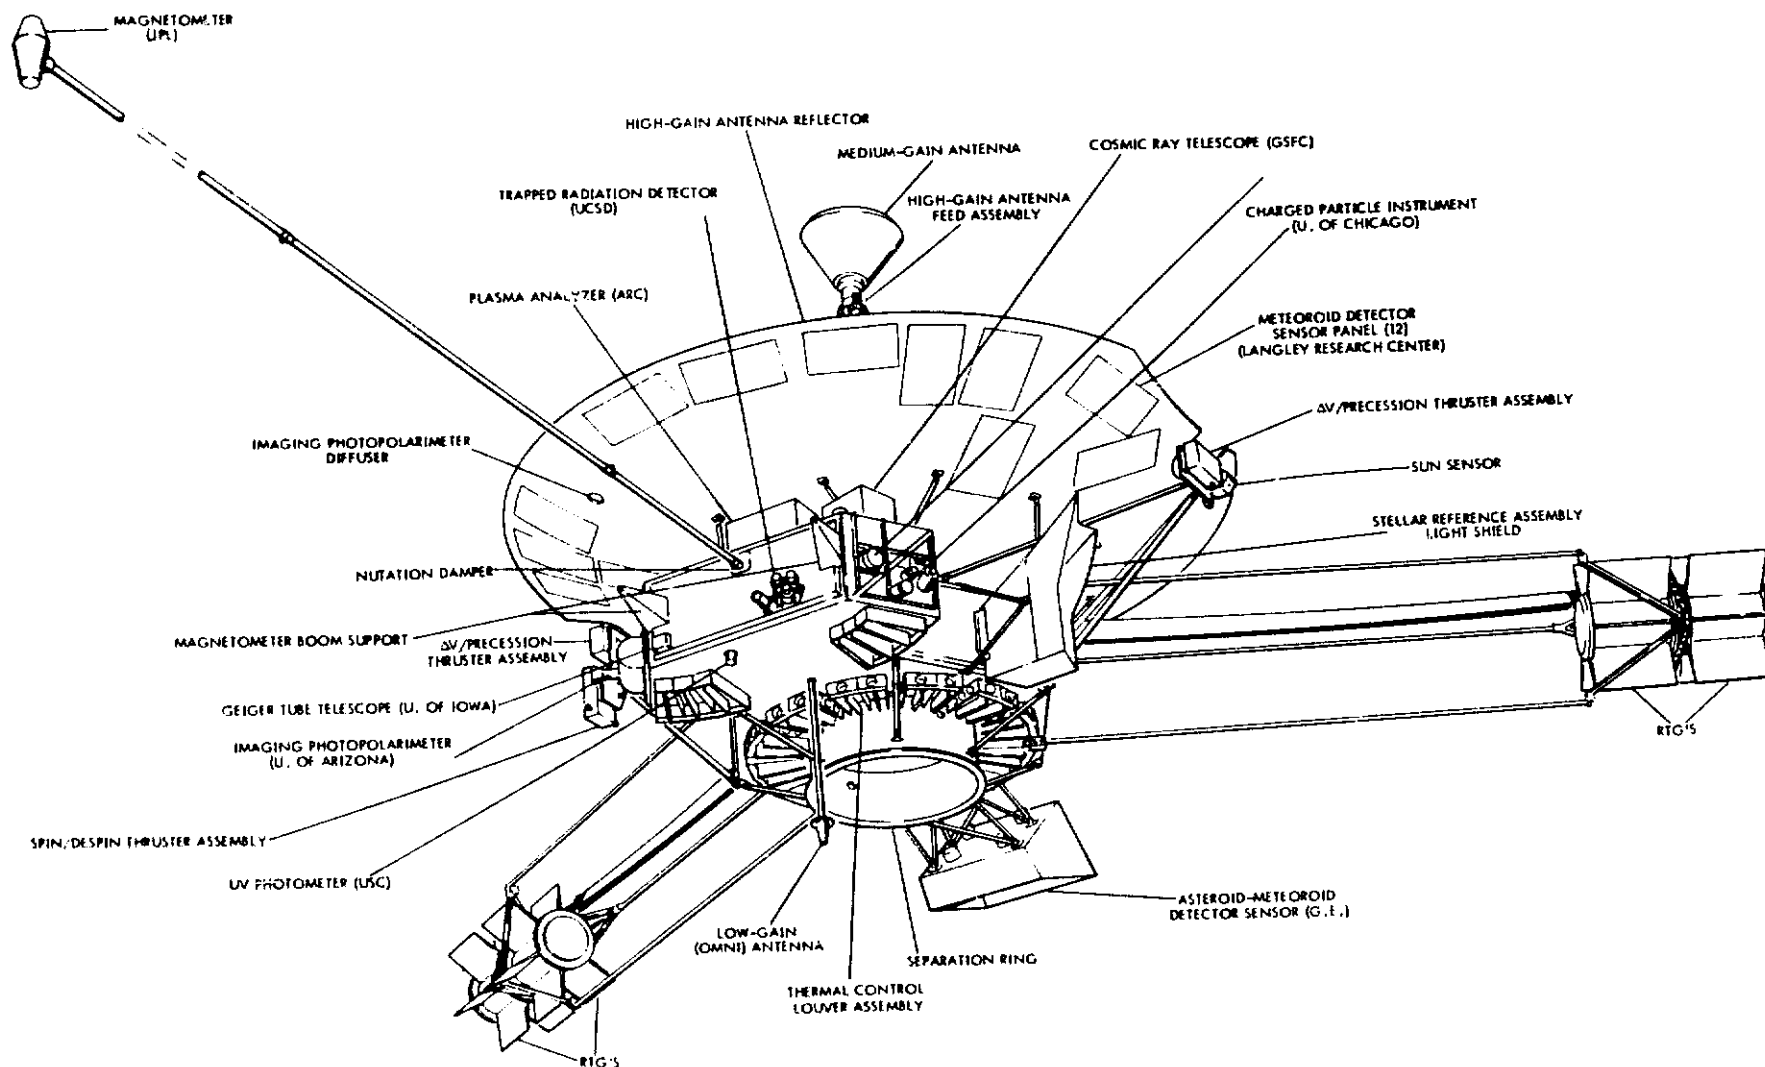 MAGNETOMETER
(JPL)
HIGH-GAIN ANTENNA REFLECTOR
MEDIUM-GAIN ANTENNA
COSMIC RAY TELESCOPE (GSFC)
TRAPPED RADIATION DETECTOR
(UCSD)
HIGH-GAIN ANTENNA
FEED ASSEMBLY
CHARGED PARTICLE INSTRUMENT
(U. OF CHICAGO)
PLASMA ANALYZER (ARC)
METEOROID DETECTOR
SENSOR PANEL (12)
(LANGLEY RESEARCH CENTER)
ΔV/PRECESSION THRUSTER ASSEMBLY
IMAGING PHOTOPOLARIMETER
DIFFUSER
SUN SENSOR
STELLAR REFERENCE ASSEMBLY
LIGHT SHIELD
NUTATION DAMPER
MAGNETOMETER BOOM SUPPORT
ΔV/PRECESSION
THRUSTER ASSEMBLY
GEIGER TUBE TELESCOPE (U. OF IOWA)
IMAGING PHOTOPOLARIMETER
(U. OF ARIZONA)
RTG'S
SPIN/DESPIN THRUSTER ASSEMBLY
UV PHOTOMETER (USC)
ASTEROID-METEOROID
DETECTOR SENSOR (G.E.)
LOW-GAIN
(OMNI) ANTENNA
SEPARATION RING
THERMAL CONTROL
LOUVER ASSEMBLY
RTG'S